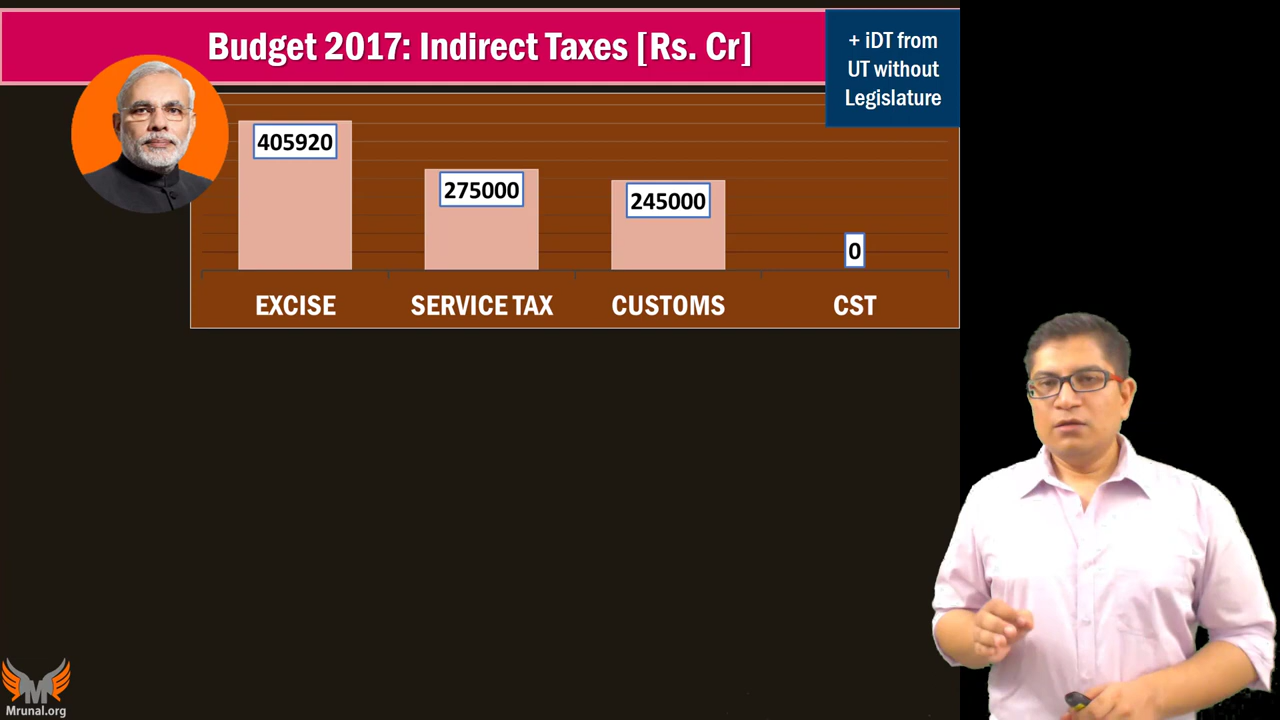 Budget 2017: Indirect Taxes [Rs. Cr]
+ iDT from
UT without
Legislature
405920
275000
245000
0
EXCISE
SERVICE TAX
CUSTOMS
CST
M
Mrunal.org